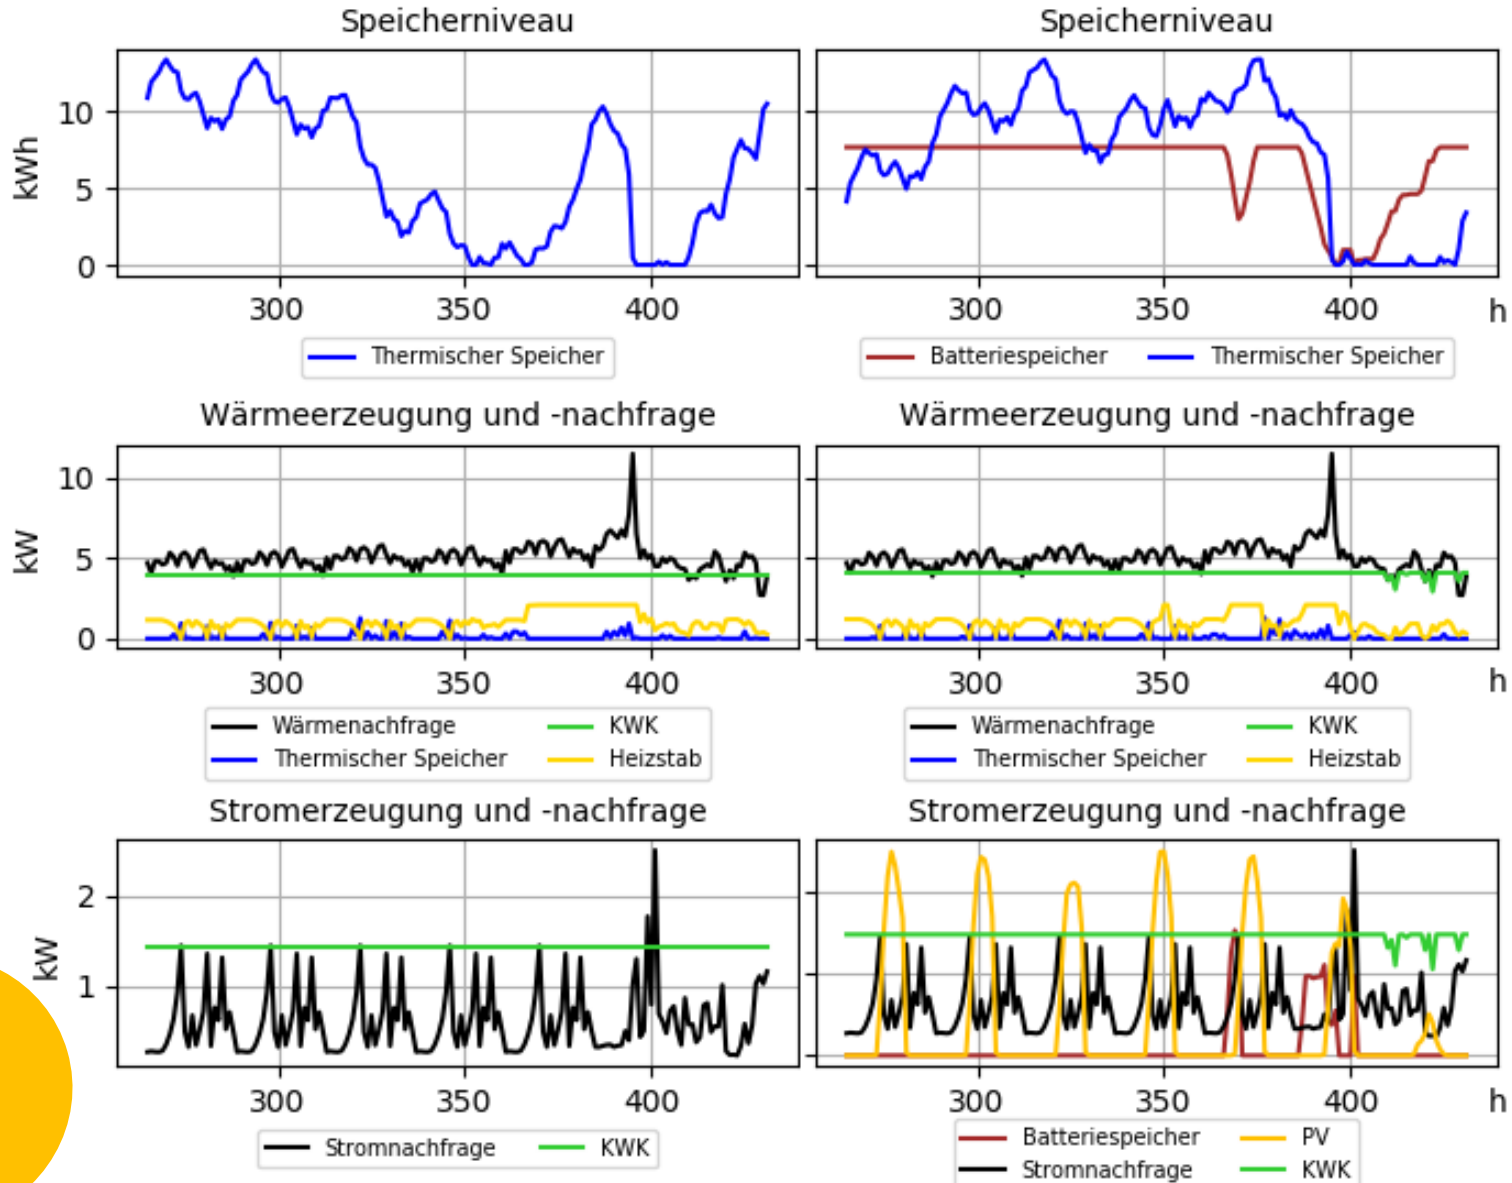 Speicherniveau Speicherniveau
kWh
10
5
0
300 350 400 300 350 400 h
Thermischer Speicher Batteriespeicher Thermischer Speicher
Wärmeerzeugung und -nachfrage Wärmeerzeugung und -nachfrage
kW
10
5
0
300 350 400 300 350 400 h
Wärmenachfrage KWK Wärmenachfrage KWK
Thermischer Speicher Heizstab Thermischer Speicher Heizstab
Stromerzeugung und -nachfrage Stromerzeugung und -nachfrage
kW
2
1
300 350 400 300 350 400 h
Stromnachfrage KWK Batteriespeicher PV
Stromnachfrage KWK